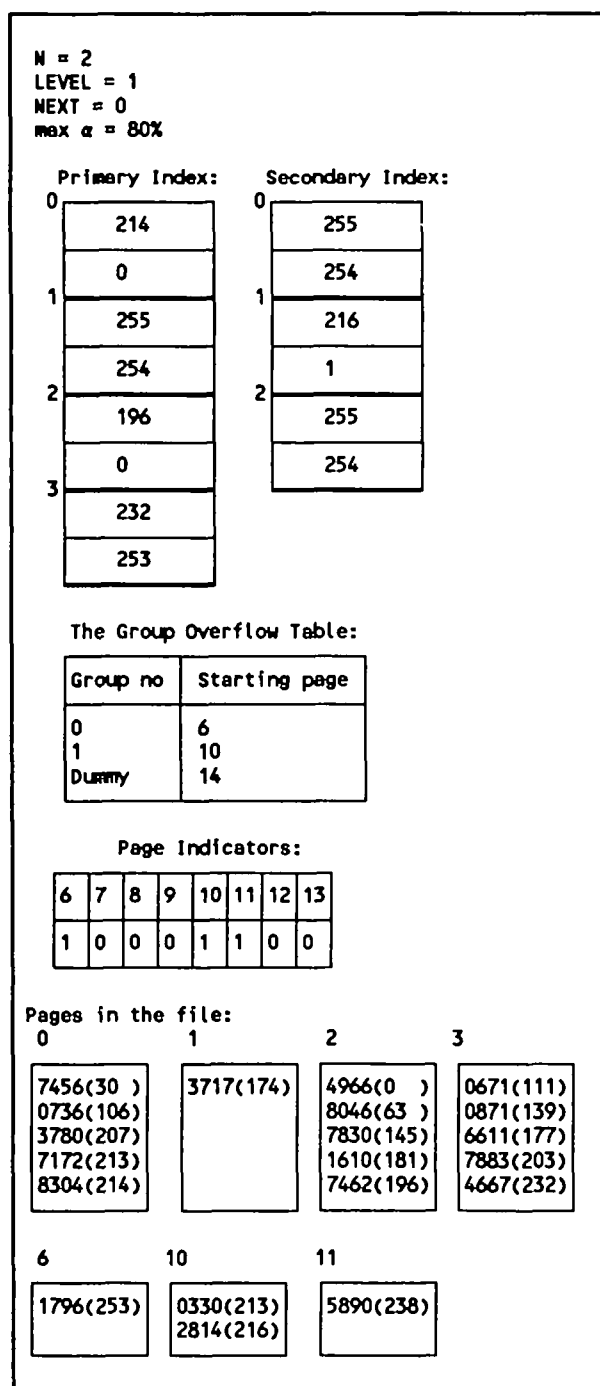 N = 2
LEVEL = 1
NEXT = 0
max α = 80%
Primary Index: Secondary Index:
0 0
214 255
0 254
1 1
255 216
254 1
2 2
196 255
0 254
3
232
253
The Group Overflow Table:
Group no Starting page
0 6
1 10
Dummy 14
Page Indicators:
6 7 8 9 10 11 12 13
1 0 0 0 1 1 0 0
Pages in the file:
0 1 2 3
7456(30 ) 3717(174) 4966(0 ) 0671(111)
0736(106) 8046(63 ) 0871(139)
3780(207) 7830(145) 6611(177)
7172(213) 1610(181) 7883(203)
8304(214) 7462(196) 4667(232)
6 10 11
1796(253) 0330(213) 5890(238)
2814(216)